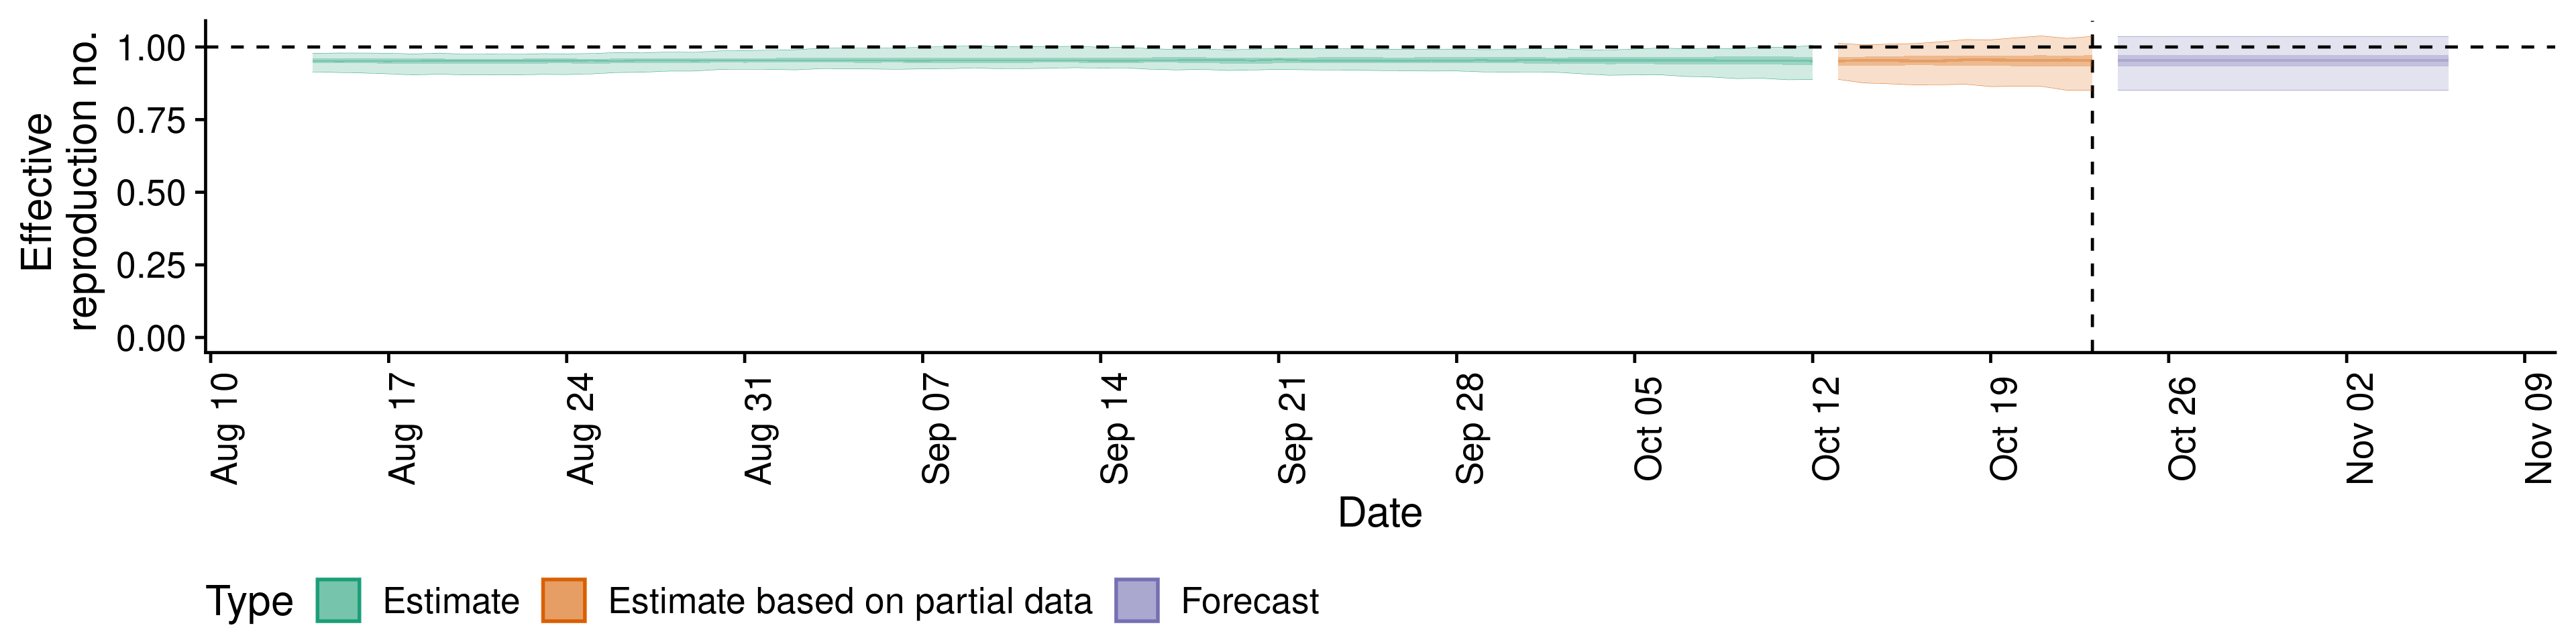 Effective
reproduction no.
1.00
0.75
0.50
0.25
0.00
Aug 10
Aug 17
Aug 24
Aug 31
Sep 07
Sep 14
Sep 21
Sep 28
Oct 05
Oct 12
Oct 19
Oct 26
Nov 02
Nov 09
Date
Type Estimate Estimate based on partial data Forecast